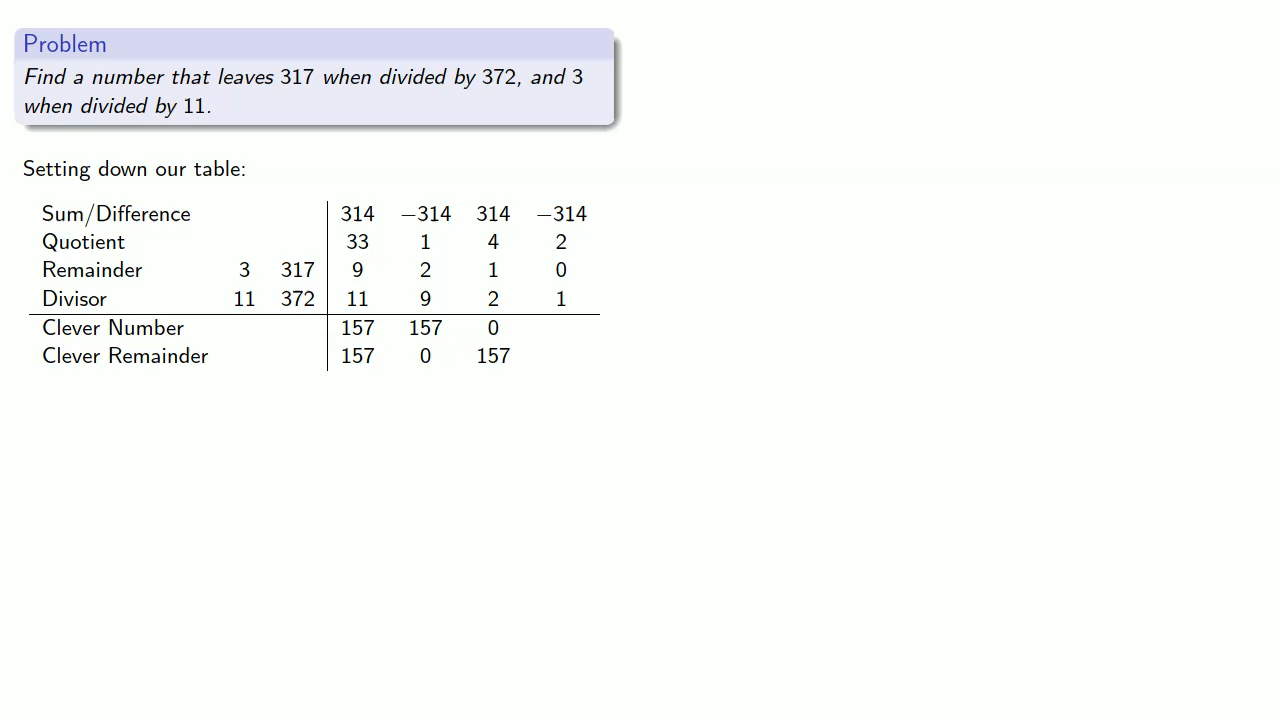 Problem
Find a number that leaves 317 when divided by 372, and 3
when divided by 11.
Setting down our table:
Sum/Difference 314 −314 314 −314
Quotient 33 1 4 2
Remainder 3 317 9 2 1 0
Divisor 11 372 11 9 2 1
Clever Number 157 157 0
Clever Remainder 157 0 157